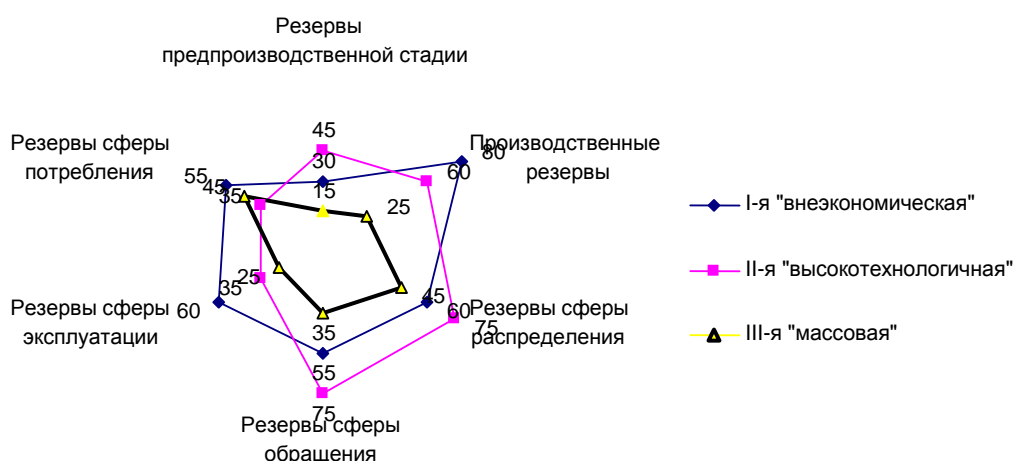 Резервы
предпроизводственной стадии
45
30
15
Резервы сферы
потребления
55
45
35
Производственные
резервы
80
60
25
I-я "внеэкономическая"
II-я "высокотехнологичная"
III-я "массовая"
Резервы сферы
эксплуатации
60
35
25
Резервы сферы
распределения
45
60
75
35
55
75
Резервы сферы
обращения